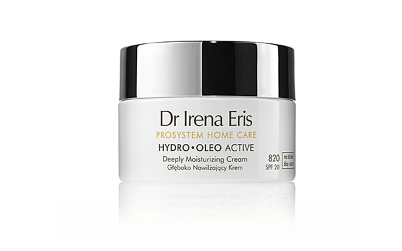 Dr Irena Eris
PROSYSTEM HOME CARE
HYDRO•OLEO ACTIVE
Deeply Moisturizing Cream
Głęboko Nawilżający Krem
820
SPF 20